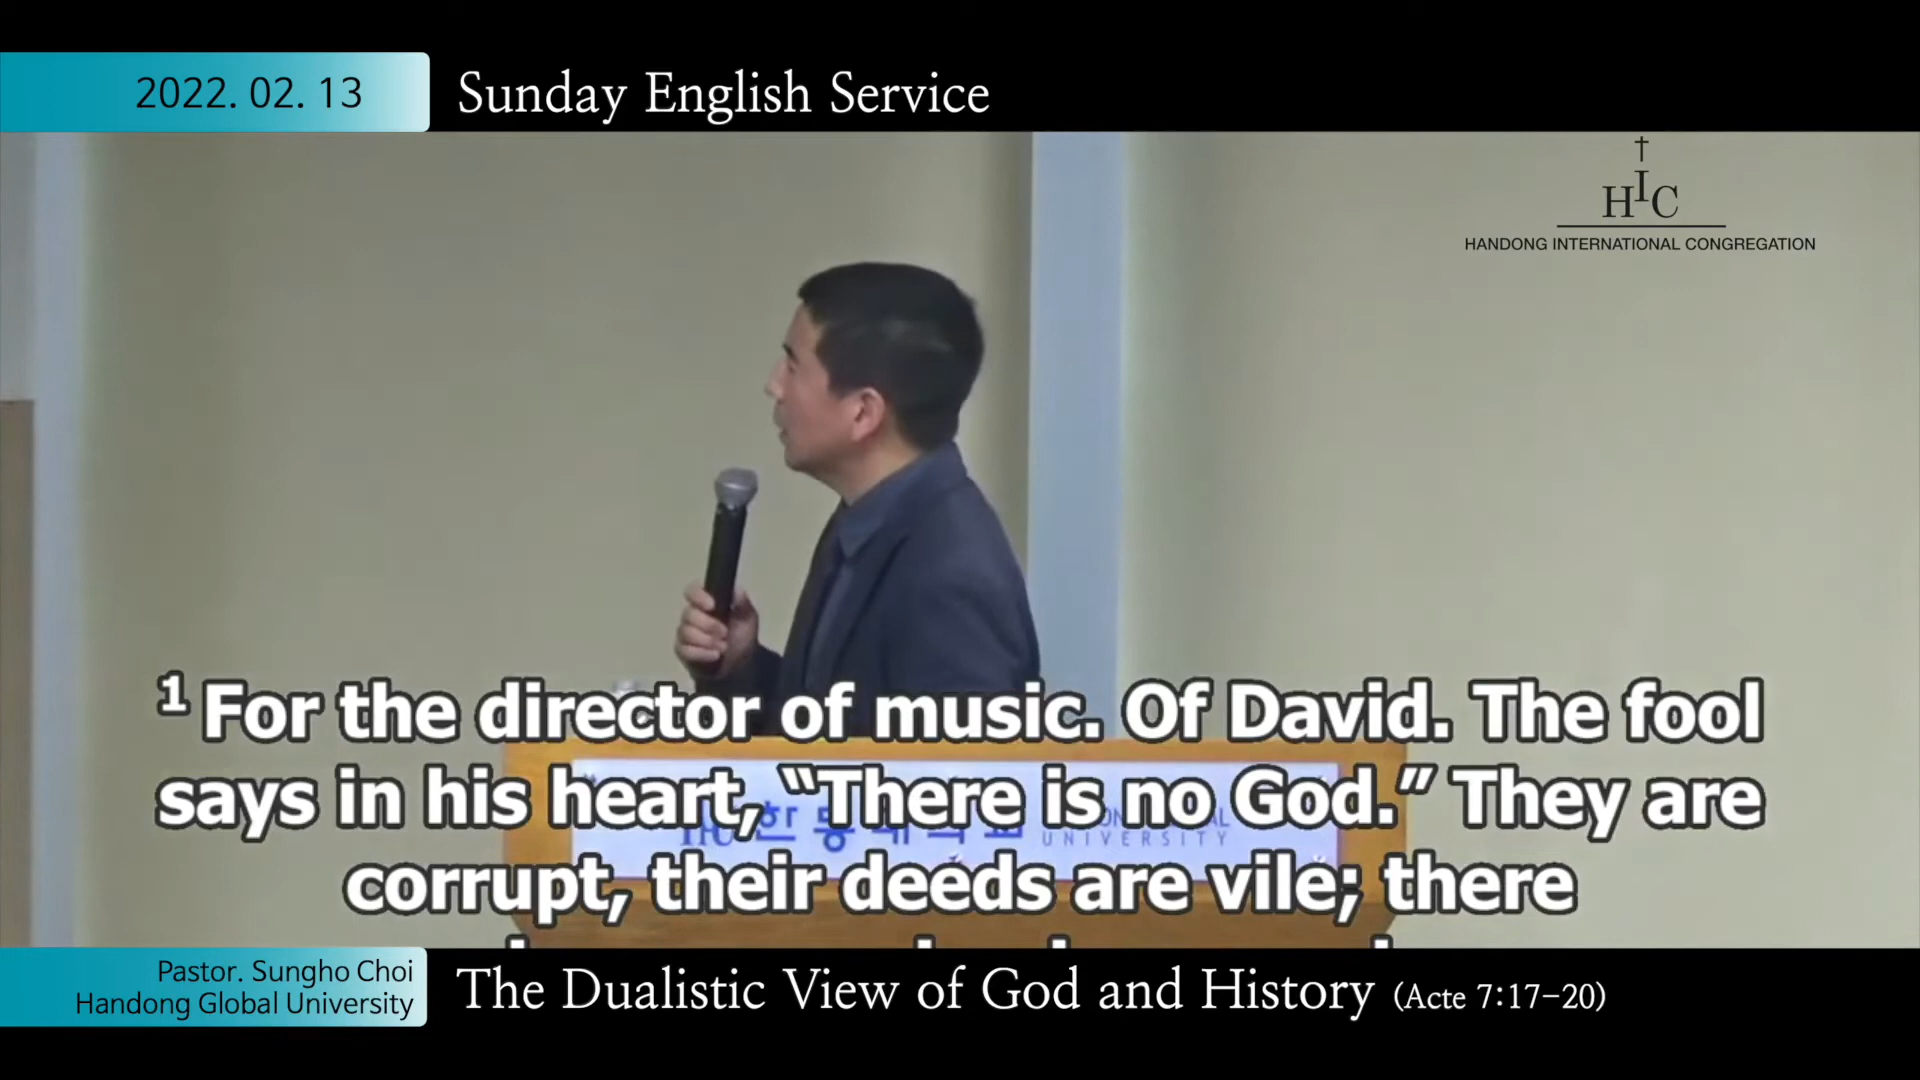 2022. 02. 13
Sunday English Service
HIC
HANDONG INTERNATIONAL CONGREGATION
1 For the director of music. Of David. The fool
says in his heart, “There is no God.” They are
corrupt, their deeds are vile; there
UNIVERSITY
Pastor. Sungho Choi
Handong Global University
The Dualistic View of God and History (Acte 7:17-20)